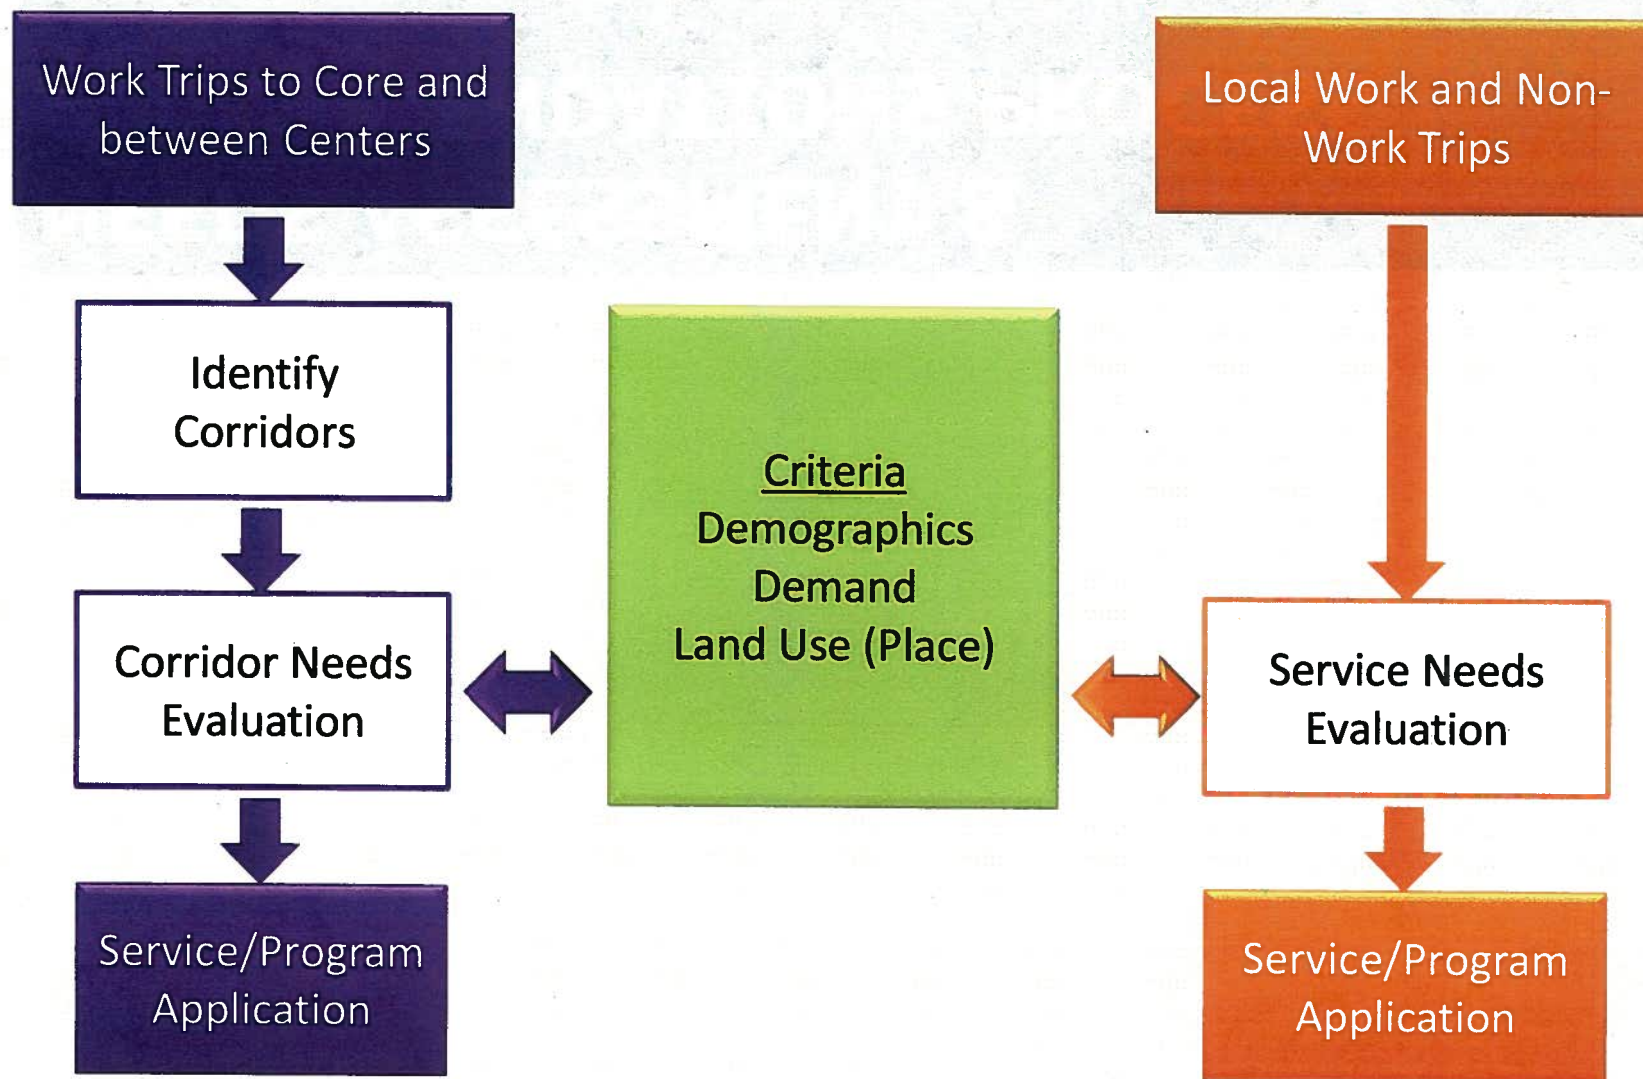 Work Trips to Core and
between Centers
Identify
Corridors
Corridor Needs
Evaluation
Service/Program
Application
Criteria
Demographics
Demand
Land Use (Place)
Local Work and Non-
Work Trips
Service Needs
Evaluation
Service/Program
Application